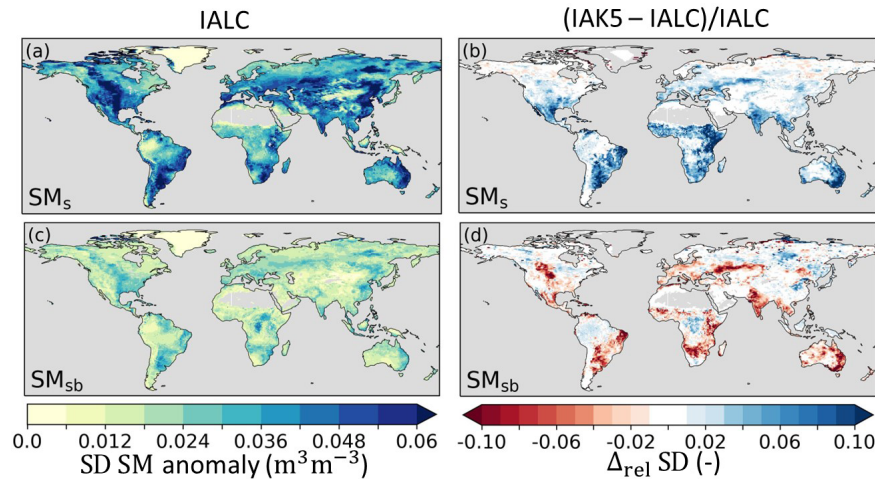 IALC
(IAK5 – IALC)/IALC
(a)
(b)
SMs
SMs
(c)
(d)
SMsb
SMsb
0.0 0.012 0.024 0.036 0.048 0.06
-0.10 -0.06 -0.02 0.02 0.06 0.10
SD SM anomaly (m³m⁻³)
Δrel SD (-)